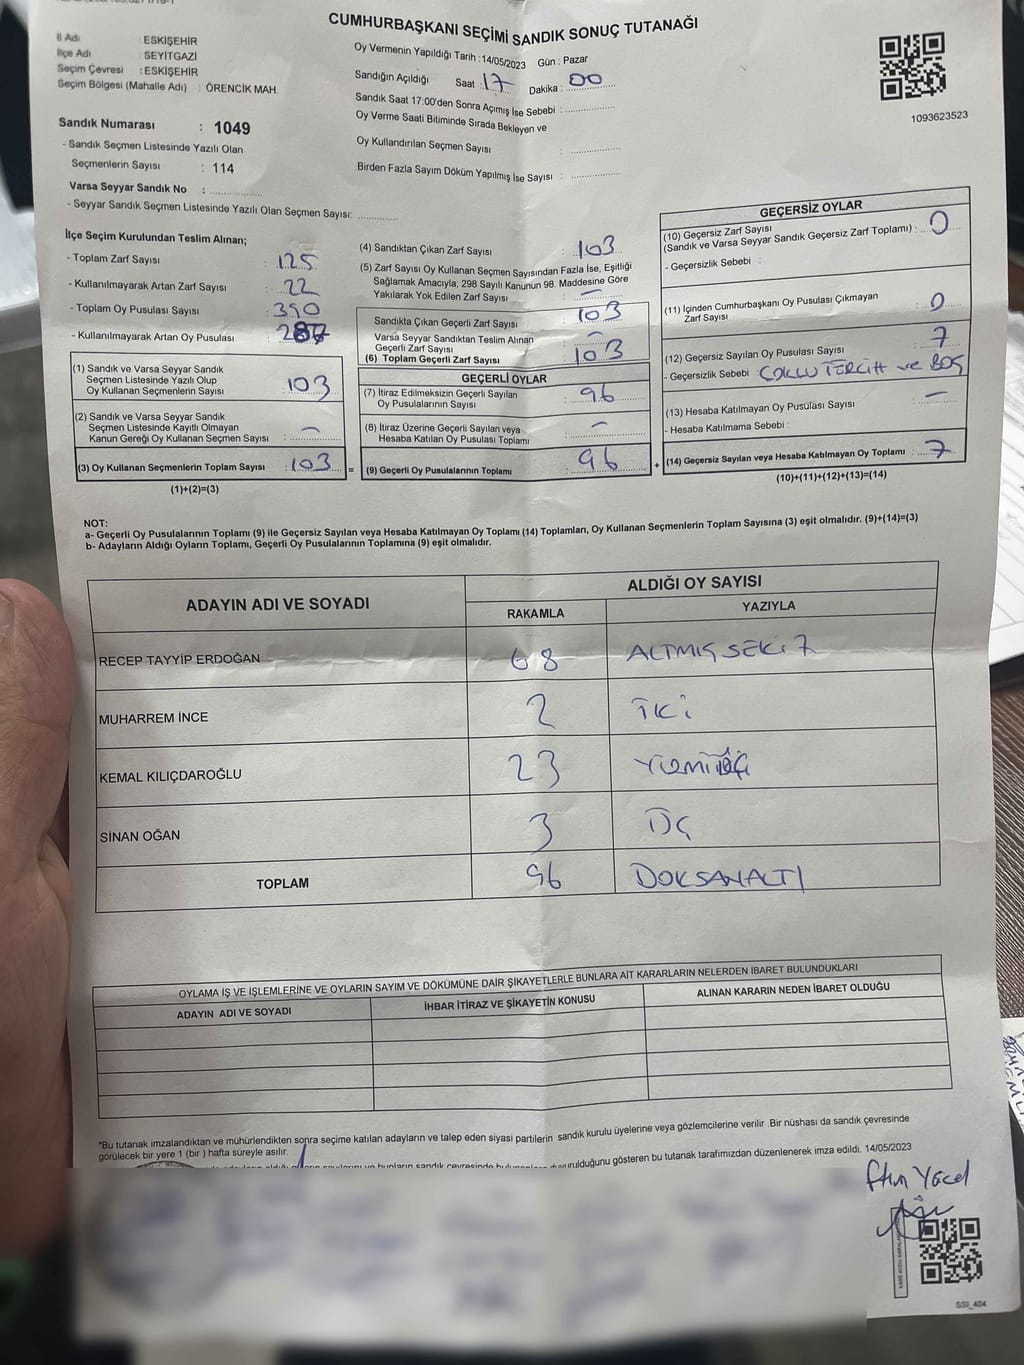 CUMHURBAŞKANI SEÇİMİ SANDIK SONUÇ TUTANAĞI
İl Adı : ESKİŞEHİR
İlçe Adı : SEYİTGAZİ
Seçim Çevresi : ESKİŞEHİR
Seçim Bölgesi (Mahalle Adı) : ÖRENCİK MAH.
Sandık Numarası : 1049
- Sandık Seçmen Listesinde Yazılı Olan
Seçmenlerin Sayısı : 114
Varsa Seyyar Sandık No :
- Seyyar Sandık Seçmen Listesinde Yazılı Olan Seçmen Sayısı:
Oy Vermenin Yapıldığı Tarih : 14/05/2023 Gün : Pazar
Sandığın Açıldığı Saat : 17 Dakika : 00
Sandık Saat 17:00'den Sonra Açımış İse Sebebi :
Oy Verme Saati Bitiminde Sırada Bekleyen ve
Oy Kullandırılan Seçmen Sayısı :
Birden Fazla Sayım Döküm Yapılmış İse Sayısı :
1093623523
İlçe Seçim Kurulundan Teslim Alınan;
- Toplam Zarf Sayısı : 125
- Kullanılmayarak Artan Zarf Sayısı : 22
- Toplam Oy Pusulası Sayısı : 390
- Kullanılmayarak Artan Oy Pusulası : 287
(1) Sandık ve Varsa Seyyar Sandık
Seçmen Listesinde Yazılı Olup
Oy Kullanan Seçmenlerin Sayısı : 103
(2) Sandık ve Varsa Seyyar Sandık
Seçmen Listesinde Kayıtlı Olmayan
Kanun Gereği Oy Kullanan Seçmen Sayısı : –
(3) Oy Kullanan Seçmenlerin Toplam Sayısı : 103 =
(1)+(2)=(3)
(4) Sandıktan Çıkan Zarf Sayısı : 103
(5) Zarf Sayısı Oy Kullanan Seçmen Sayısından Fazla İse, Eşitliği
Sağlamak Amacıyla; 298 Sayılı Kanunun 98. Maddesine Göre
Yakılarak Yok Edilen Zarf Sayısı : –
Sandıkta Çıkan Geçerli Zarf Sayısı : 103
Varsa Seyyar Sandıktan Teslim Alınan
Geçerli Zarf Sayısı : –
(6) Toplam Geçerli Zarf Sayısı : 103
GEÇERLİ OYLAR
(7) İtiraz Edilmeksizin Geçerli Sayılan
Oy Pusulalarının Sayısı : 96
(8) İtiraz Üzerine Geçerli Sayılan veya
Hesaba Katılan Oy Pusulası Toplamı : –
(9) Geçerli Oy Pusulalarının Toplamı : 96 +
GEÇERSİZ OYLAR
(10) Geçersiz Zarf Sayısı
(Sandık ve Varsa Seyyar Sandık Geçersiz Zarf Toplamı) : 0
- Geçersizlik Sebebi :
(11) İçinden Cumhurbaşkanı Oy Pusulası Çıkmayan
Zarf Sayısı : 0
(12) Geçersiz Sayılan Oy Pusulası Sayısı : 7
- Geçersizlik Sebebi : ÇOKLU TERCİH ve BOŞ
(13) Hesaba Katılmayan Oy Pusulası Sayısı : –
- Hesaba Katılmama Sebebi :
(14) Geçersiz Sayılan veya Hesaba Katılmayan Oy Toplamı : 7
(10)+(11)+(12)+(13)=(14)
NOT:
a- Geçerli Oy Pusulalarının Toplamı (9) ile Geçersiz Sayılan veya Hesaba Katılmayan Oy Toplamı (14) Toplamları, Oy Kullanan Seçmenlerin Toplam Sayısına (3) eşit olmalıdır. (9)+(14)=(3)
b- Adayların Aldığı Oyların Toplamı, Geçerli Oy Pusulalarının Toplamına (9) eşit olmalıdır.
ADAYIN ADI VE SOYADI ALDIĞI OY SAYISI
RAKAMLA YAZIYLA
RECEP TAYYİP ERDOĞAN 68 ALTMIŞ SEKİZ
MUHARREM İNCE 2 İKİ
KEMAL KILIÇDAROĞLU 23 YİRMİÜÇ
SİNAN OĞAN 3 ÜÇ
TOPLAM 96 DOKSANALTI
OYLAMA İŞ VE İŞLEMLERİNE VE OYLARIN SAYIM VE DÖKÜMÜNE DAİR ŞİKAYETLERLE BUNLARA AİT KARARLARIN NELERDEN İBARET BULUNDUKLARI
ADAYIN ADI VE SOYADI İHBAR İTİRAZ VE ŞİKAYETİN KONUSU ALINAN KARARIN NEDEN İBARET OLDUĞU
*Bu tutanak imzalandıktan ve mühürlendikten sonra seçime katılan adayların ve talep eden siyasi partilerin sandık kurulu üyelerine veya gözlemcilerine verilir .Bir nüshası da sandık çevresinde
görülecek bir yere 1 (bir ) hafta süreyle asılır.
gösteren bu tutanak tarafımızdan düzenlenerek imza edildi. 14/05/2023
SSI_404